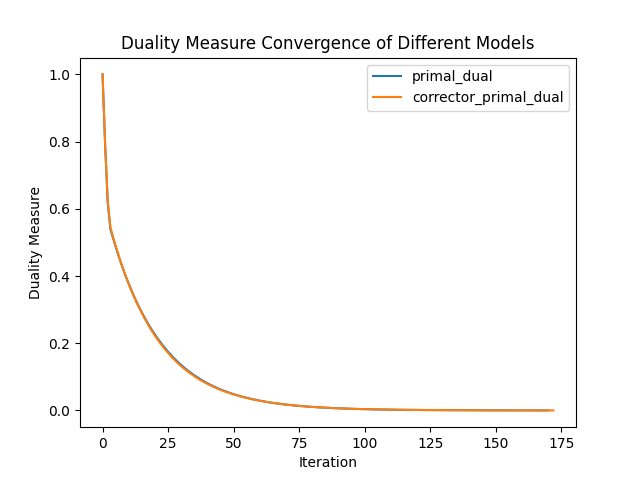 Duality Measure Convergence of Different Models
primal_dual
corrector_primal_dual
Duality Measure
1.0
0.8
0.6
0.4
0.2
0.0
0 25 50 75 100 125 150 175
Iteration